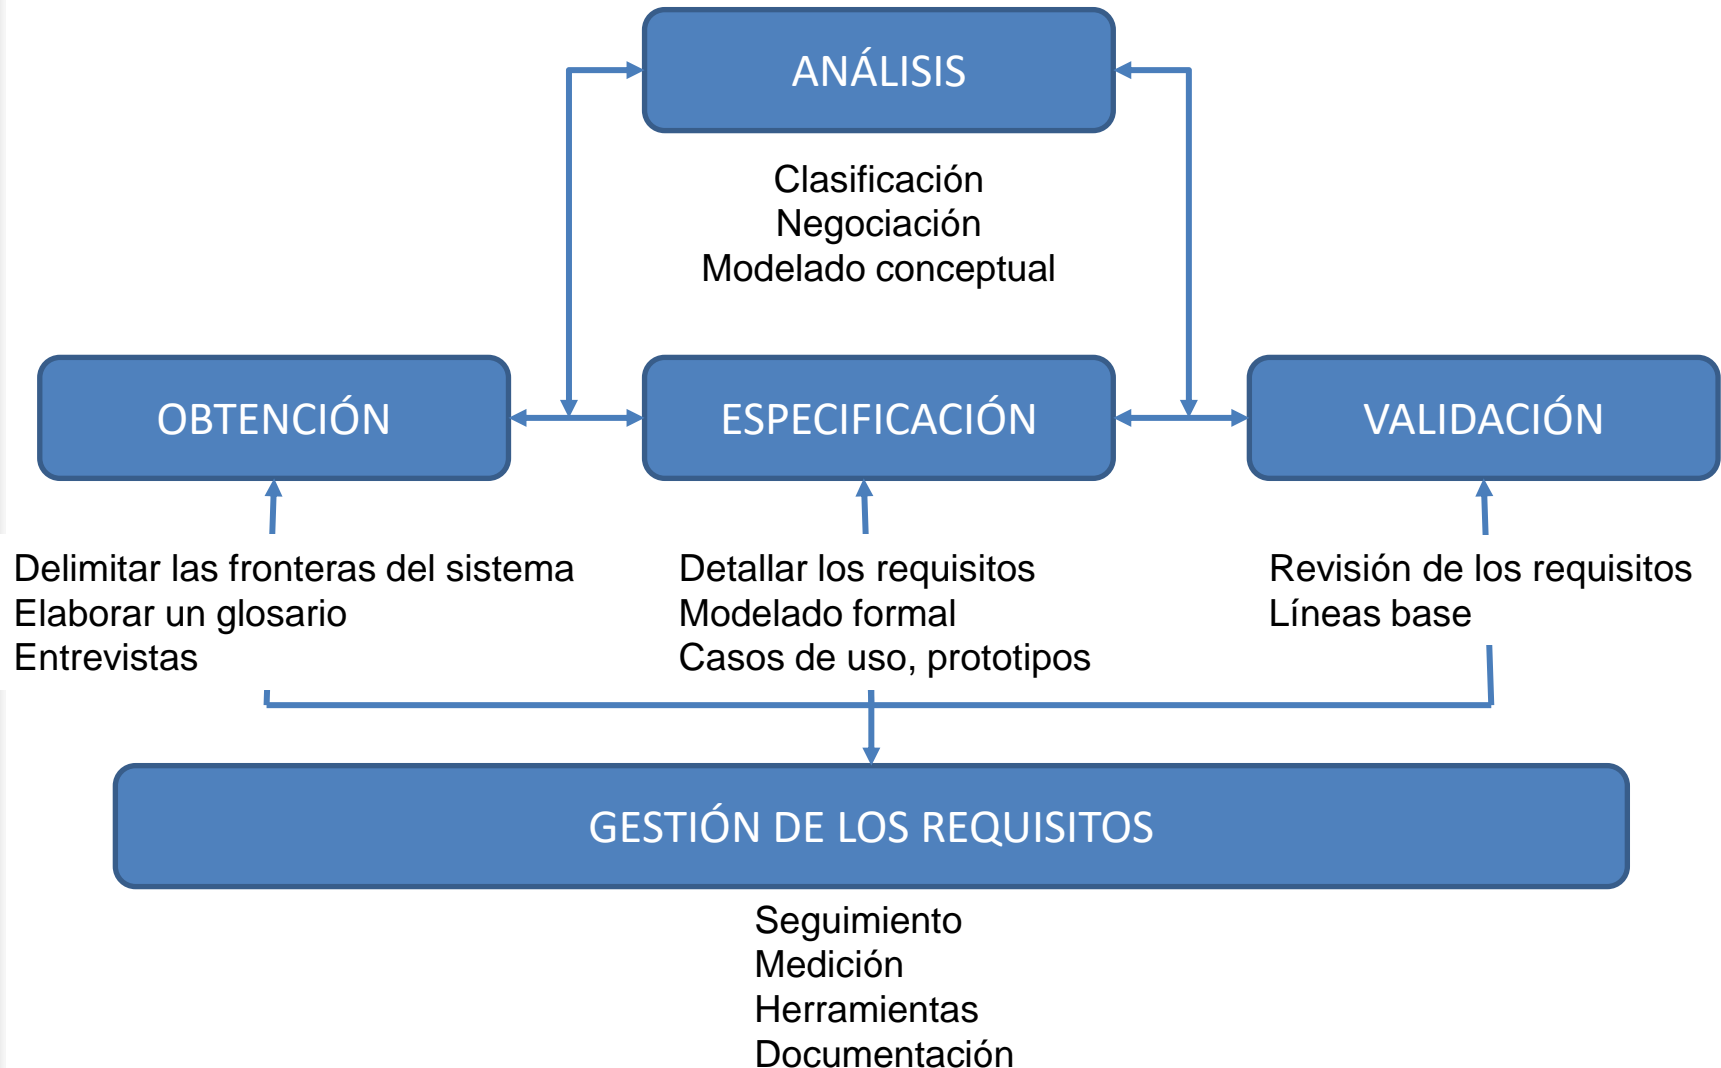 ANÁLISIS
Clasificación
Negociación
Modelado conceptual
OBTENCIÓN
ESPECIFICACIÓN
VALIDACIÓN
Delimitar las fronteras del sistema
Elaborar un glosario
Entrevistas
Detallar los requisitos
Modelado formal
Casos de uso, prototipos
Revisión de los requisitos
Líneas base
GESTIÓN DE LOS REQUISITOS
Seguimiento
Medición
Herramientas
Documentación